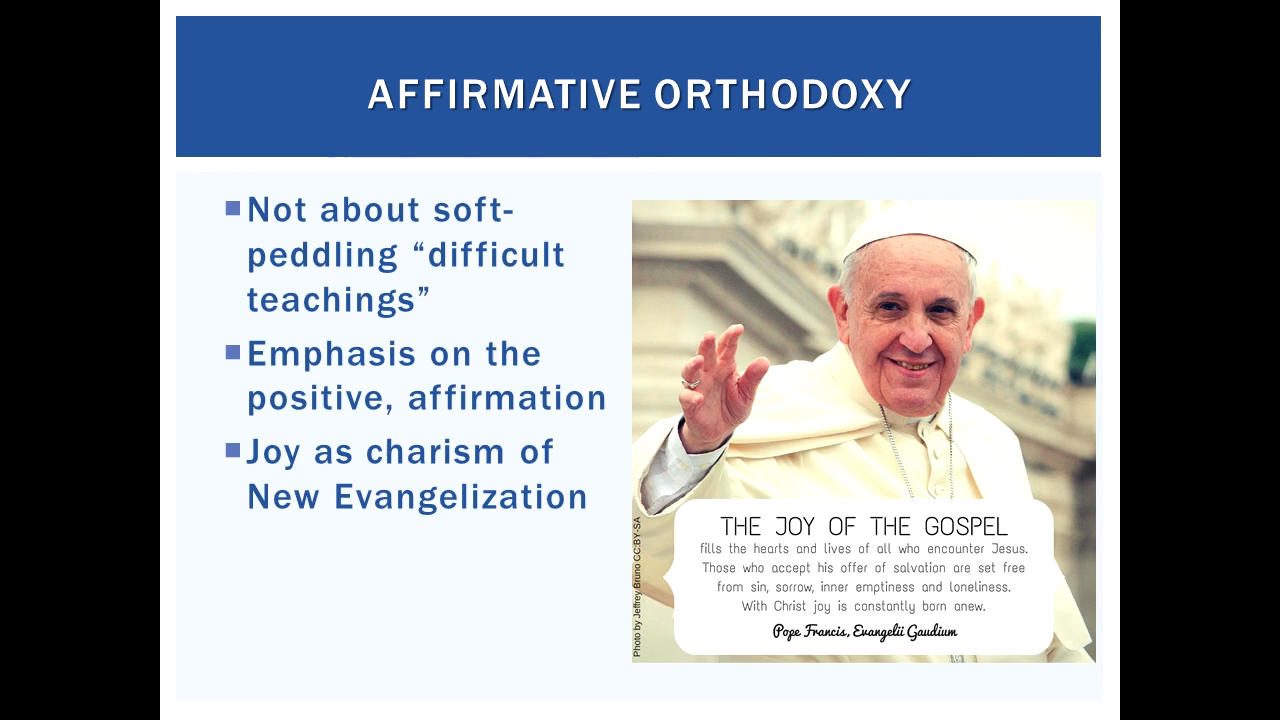 AFFIRMATIVE ORTHODOXY
Not about soft-
peddling “difficult
teachings”
Emphasis on the
positive, affirmation
Joy as charism of
New Evangelization
THE JOY OF THE GOSPEL
fills the hearts and lives of all who encounter Jesus.
Those who accept his offer of salvation are set free
from sin, sorrow, inner emptiness and loneliness.
With Christ joy is constantly born anew.
Pope Francis, Evangelii Gaudium
Photo by Jeffrey Bruno CC:BY-SA